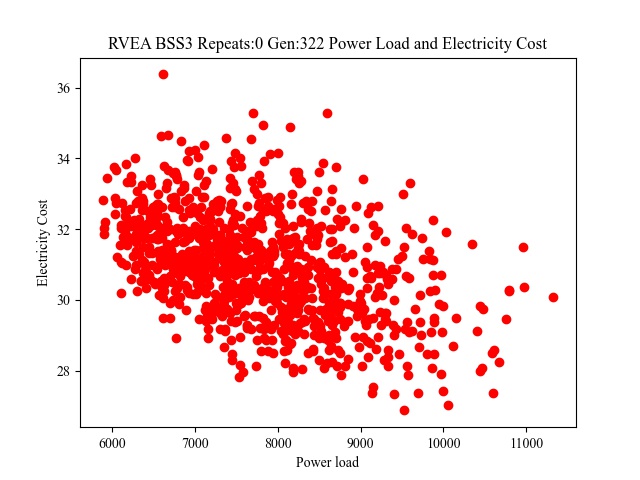 RVEA BSS3 Repeats:0 Gen:322 Power Load and Electricity Cost
36
34
32
30
28
Electricity Cost
6000 7000 8000 9000 10000 11000
Power load